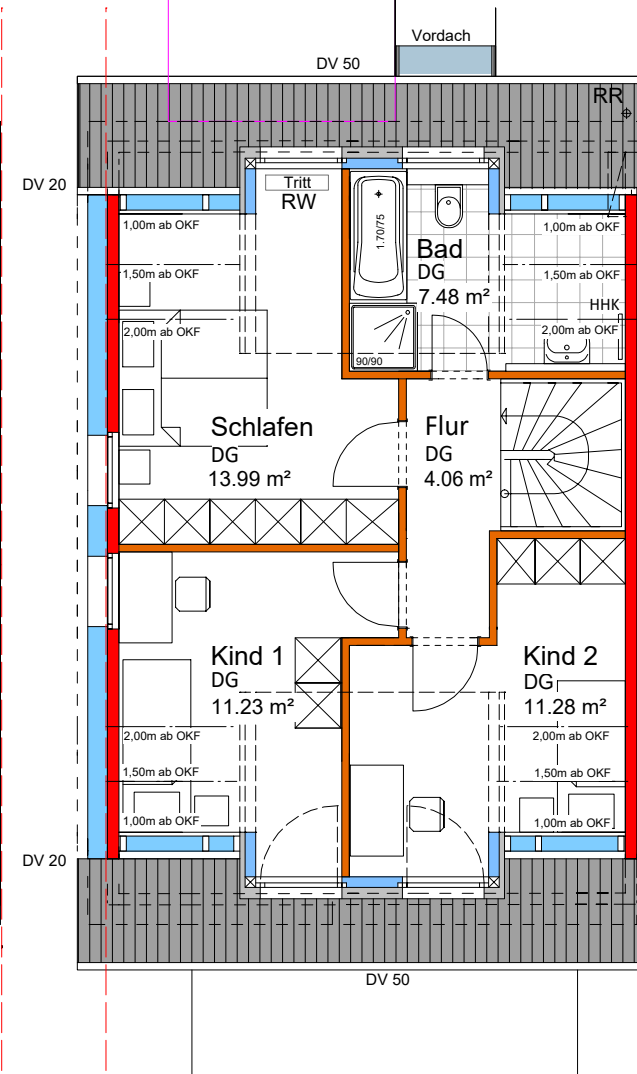 Vordach
DV 50
RR
DV 20
Tritt
RW
1.70/75
Bad
DG
7.48 m²
1,00m ab OKF
1,00m ab OKF
1,50m ab OKF
1,50m ab OKF
HHK
2,00m ab OKF
2,00m ab OKF
90/90
Schlafen
DG
13.99 m²
Flur
DG
4.06 m²
Kind 1
DG
11.23 m²
Kind 2
DG
11.28 m²
2,00m ab OKF
2,00m ab OKF
1,50m ab OKF
1,50m ab OKF
1,00m ab OKF
1,00m ab OKF
DV 20
DV 50